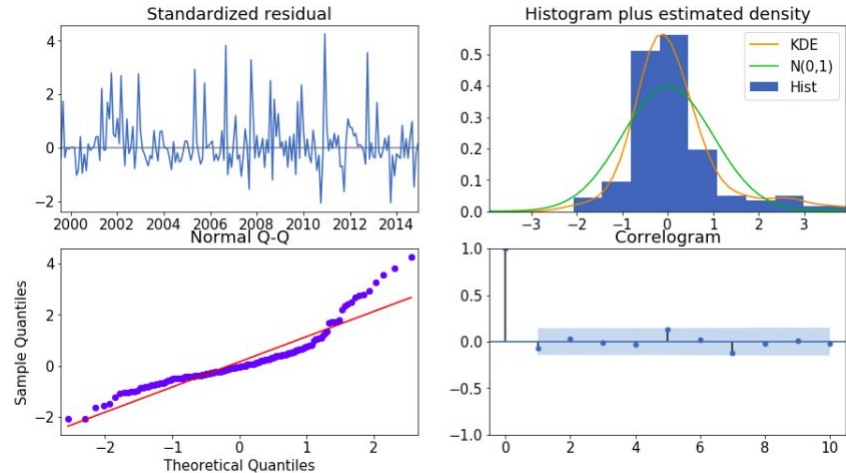 Standardized residual
4
2
0
−2
2000 2002 2004 2006 2008 2010 2012 2014
Histogram plus estimated density
KDE
N(0,1)
Hist
0.5
0.4
0.3
0.2
0.1
0.0
−3 −2 −1 0 1 2 3
Normal Q-Q
Sample Quantiles
4
2
0
−2
−2 −1 0 1 2
Theoretical Quantiles
Correlogram
1.0
0.5
0.0
−0.5
−1.0
0 2 4 6 8 10